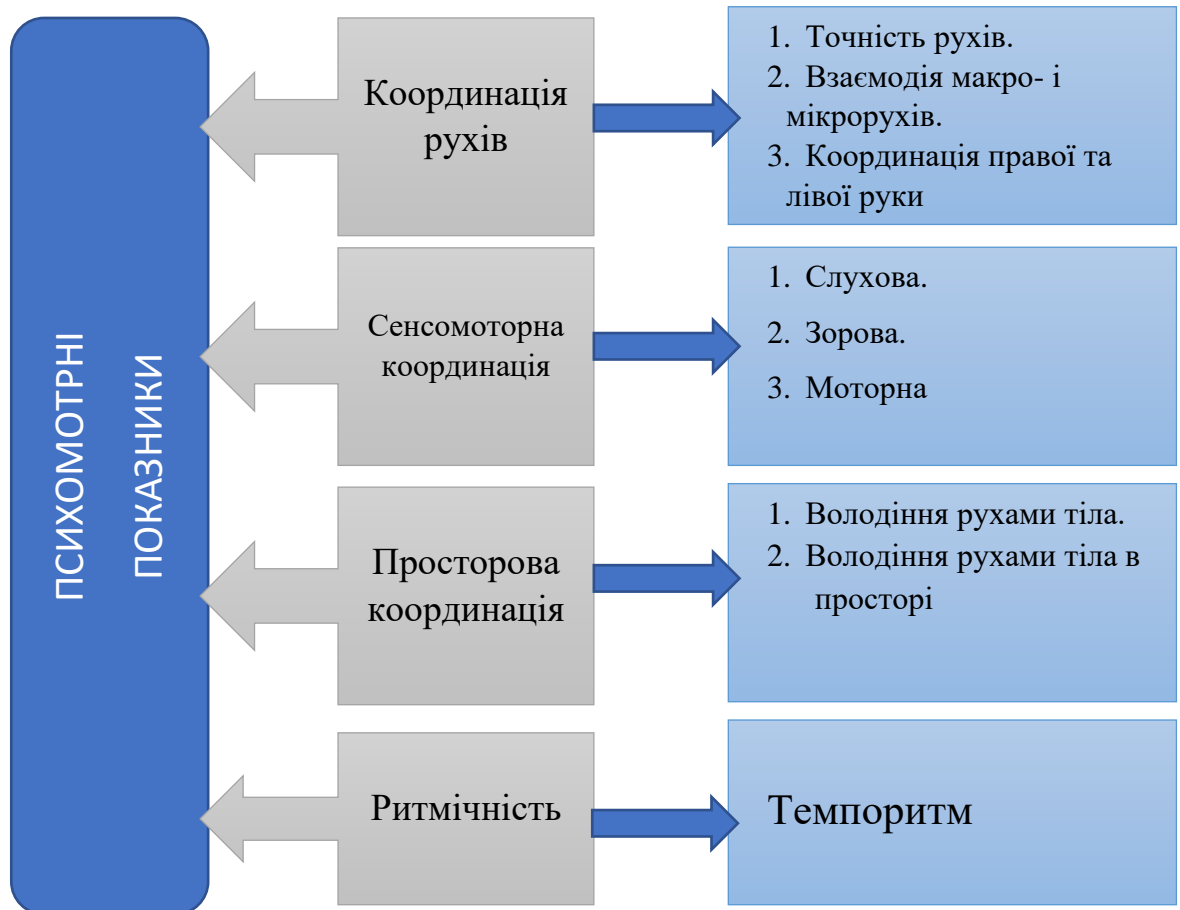 ПСИХОМОТРНІ
ПОКАЗНИКИ
Координація
рухів
1. Точність рухів.
2. Взаємодія макро- і
мікрорухів.
3. Координація правої та
лівої руки
Сенсомоторна
координація
1. Слухова.
2. Зорова.
3. Моторна
Просторова
координація
1. Володіння рухами тіла.
2. Володіння рухами тіла в
просторі
Ритмічність
Темпоритм